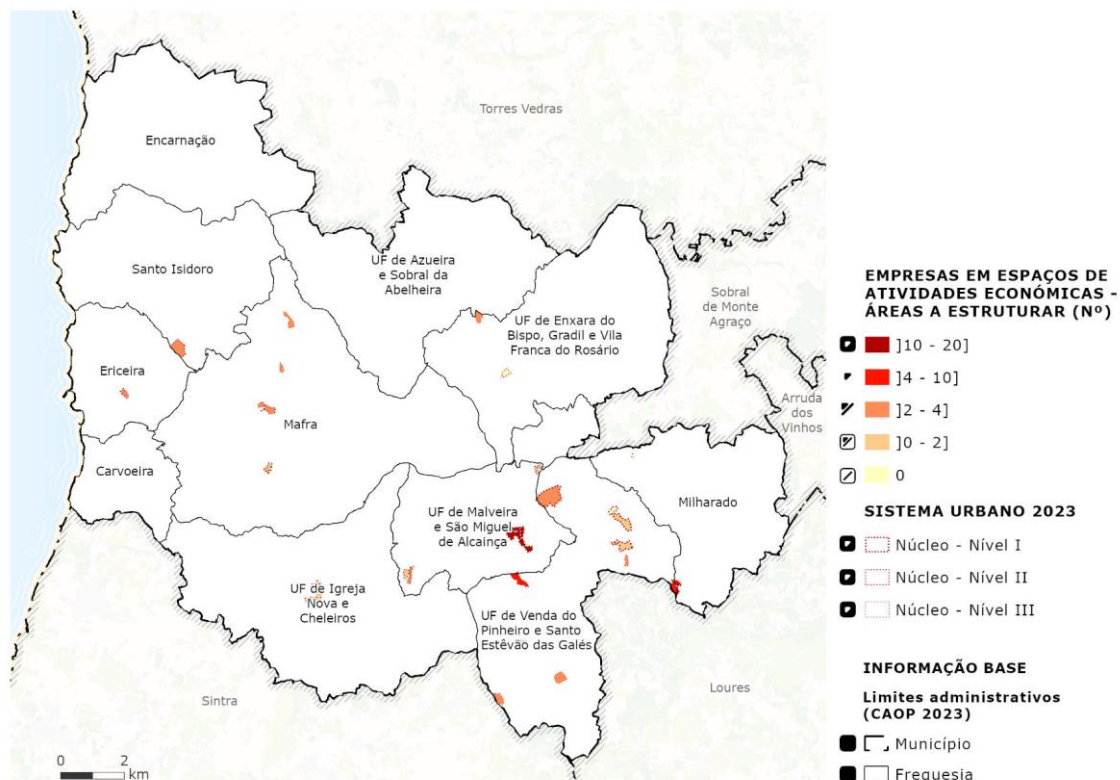 Torres Vedras
Encarnação
Santo Isidoro
UF de Azueira
e Sobral da
Abelheira
Sobral
de Monte
Agraço
UF de Enxara do
Bispo, Gradil e Vila
Franca do Rosário
Ericeira
Mafra
Arruda
dos
Vinhos
Carvoeira
UF de Malveira
e São Miguel
de Alcainça
Milharado
UF de Igreja
Nova e
Cheleiros
UF de Venda do
Pinheiro e Santo
Estêvão das Galés
Sintra
Loures
0 2
km
EMPRESAS EM ESPAÇOS DE
ATIVIDADES ECONÓMICAS -
ÁREAS A ESTRUTURAR (Nº)
]10 - 20]
]4 - 10]
]2 - 4]
]0 - 2]
0
SISTEMA URBANO 2023
Núcleo - Nível I
Núcleo - Nível II
Núcleo - Nível III
INFORMAÇÃO BASE
Limites administrativos
(CAOP 2023)
Município
Freguesia